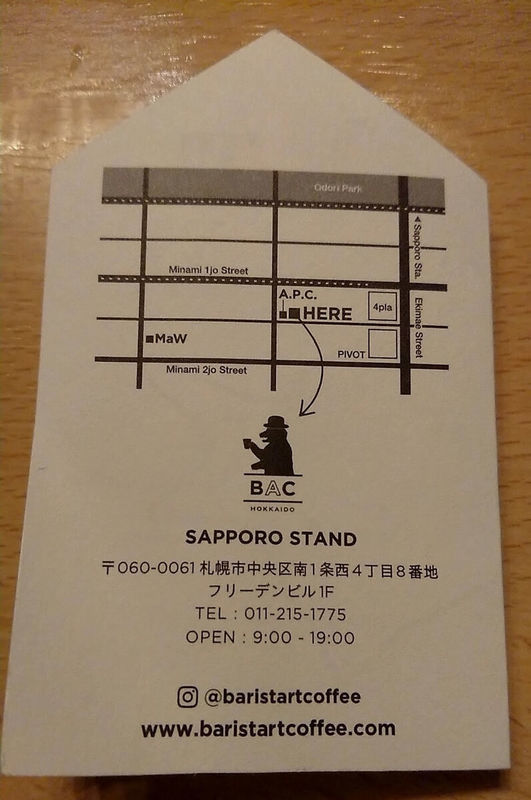 Odori Park
▲Sapporo Sta.
Minami 1jo Street
A.P.C.
HERE
4pla
Ekimae Street
MaW
PIVOT
Minami 2jo Street
BAC
HOKKAIDO
SAPPORO STAND
〒060-0061 札幌市中央区南1条西4丁目8番地
フリーデンビル1F
TEL : 011-215-1775
OPEN : 9:00 - 19:00
@baristartcoffee
www.baristartcoffee.com